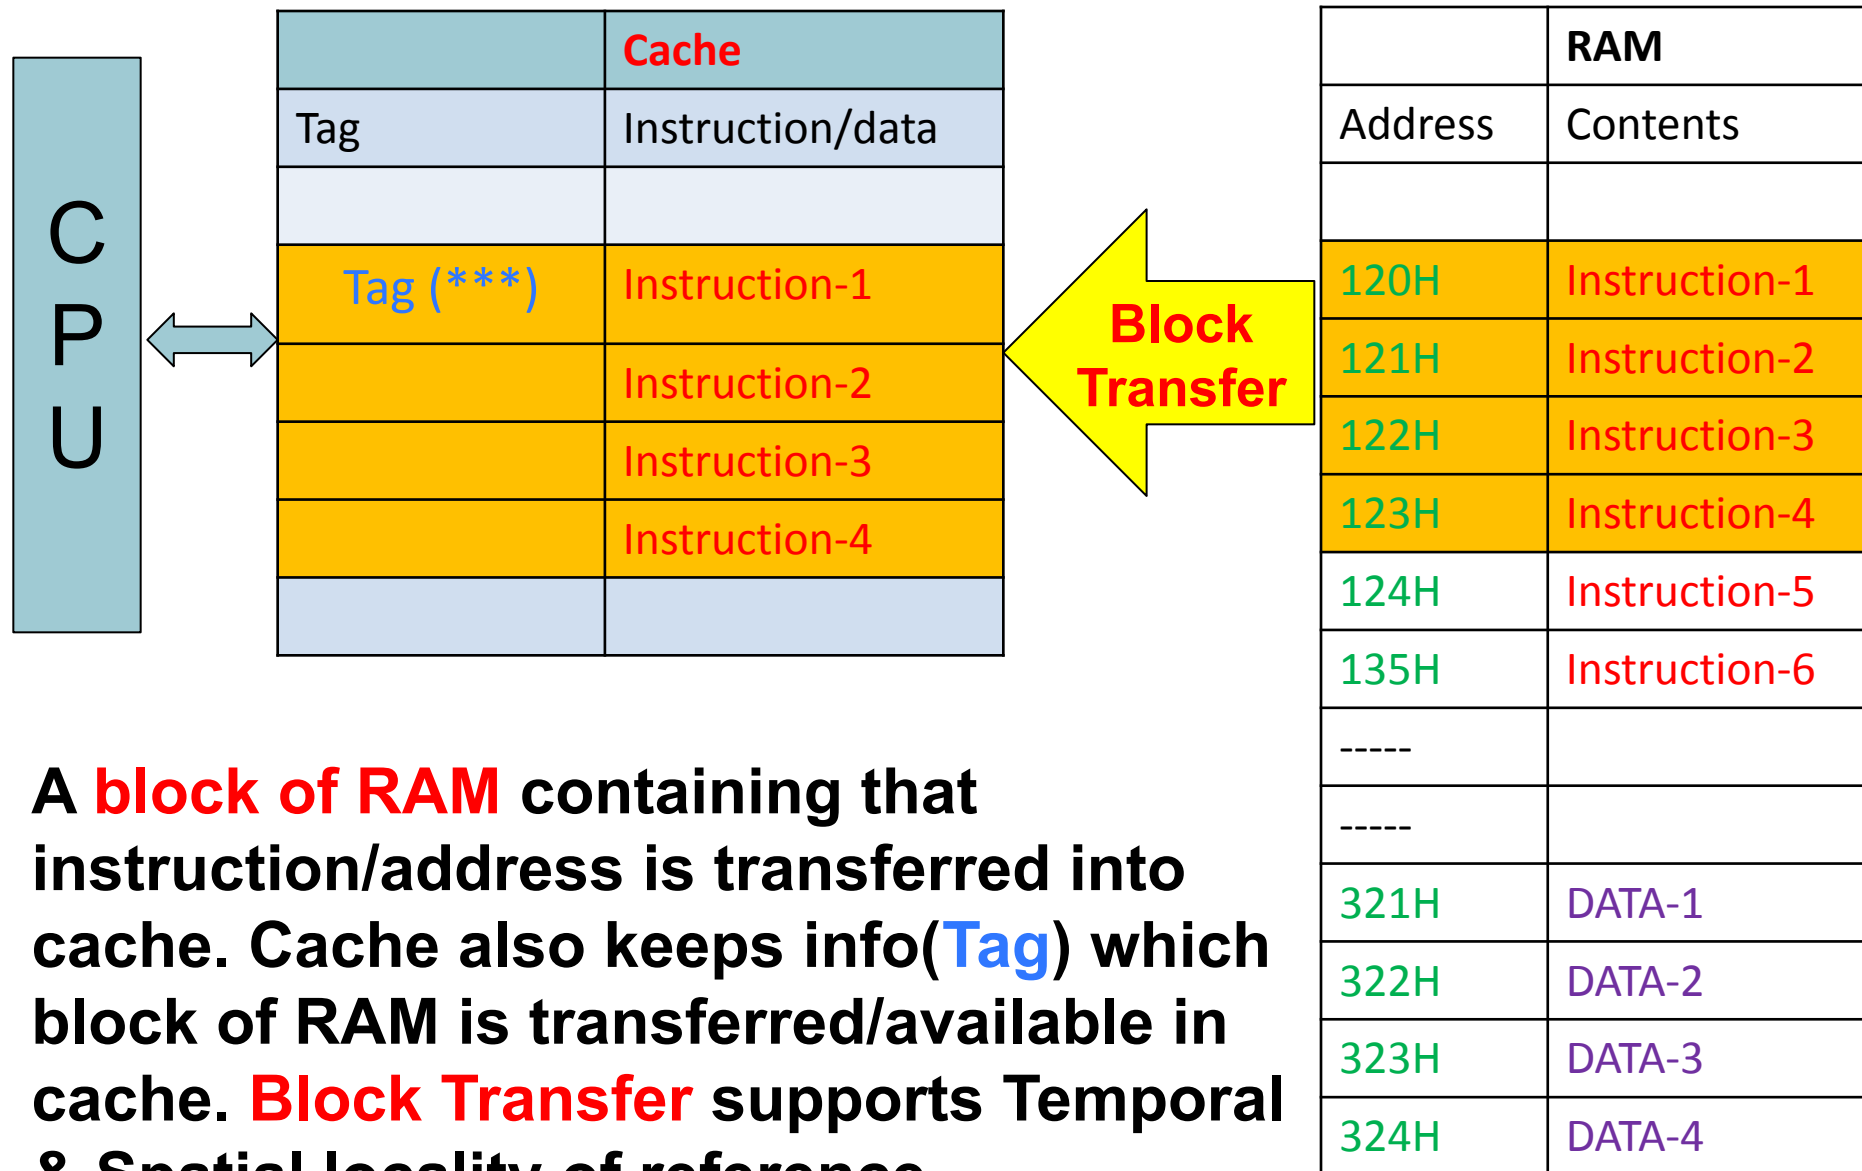 C
P
U
Cache
Tag Instruction/data
Tag (***) Instruction-1
Instruction-2
Instruction-3
Instruction-4
Block
Transfer
RAM
Address Contents
120H Instruction-1
121H Instruction-2
122H Instruction-3
123H Instruction-4
124H Instruction-5
135H Instruction-6
-----
-----
321H DATA-1
322H DATA-2
323H DATA-3
324H DATA-4
A block of RAM containing that
instruction/address is transferred into
cache. Cache also keeps info(Tag) which
block of RAM is transferred/available in
cache. Block Transfer supports Temporal
& Spatial locality of reference